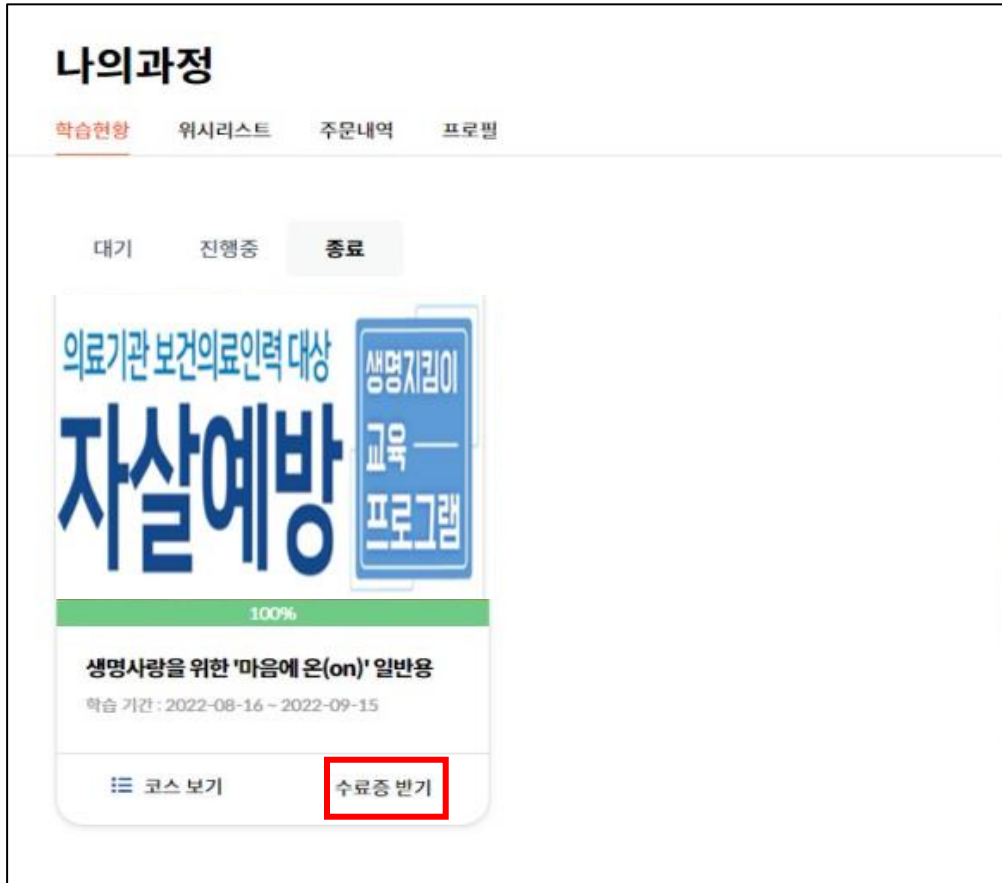 나의과정
학습현황 위시리스트 주문내역 프로필
대기 진행중 종료
의료기관 보건의료인력 대상
자살예방
생명지킴이
교육
프로그램
100%
생명사랑을 위한 '마음에 온(on)' 일반용
학습 기간 : 2022-08-16 ~ 2022-09-15
코스 보기 수료증 받기